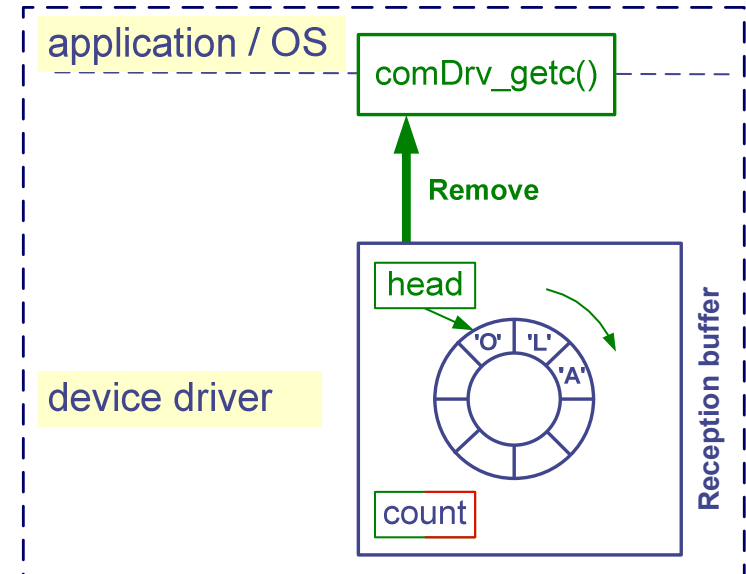 application / OS
comDrv_getc()
Remove
head
'O' 'L'
'A'
Reception buffer
device driver
count